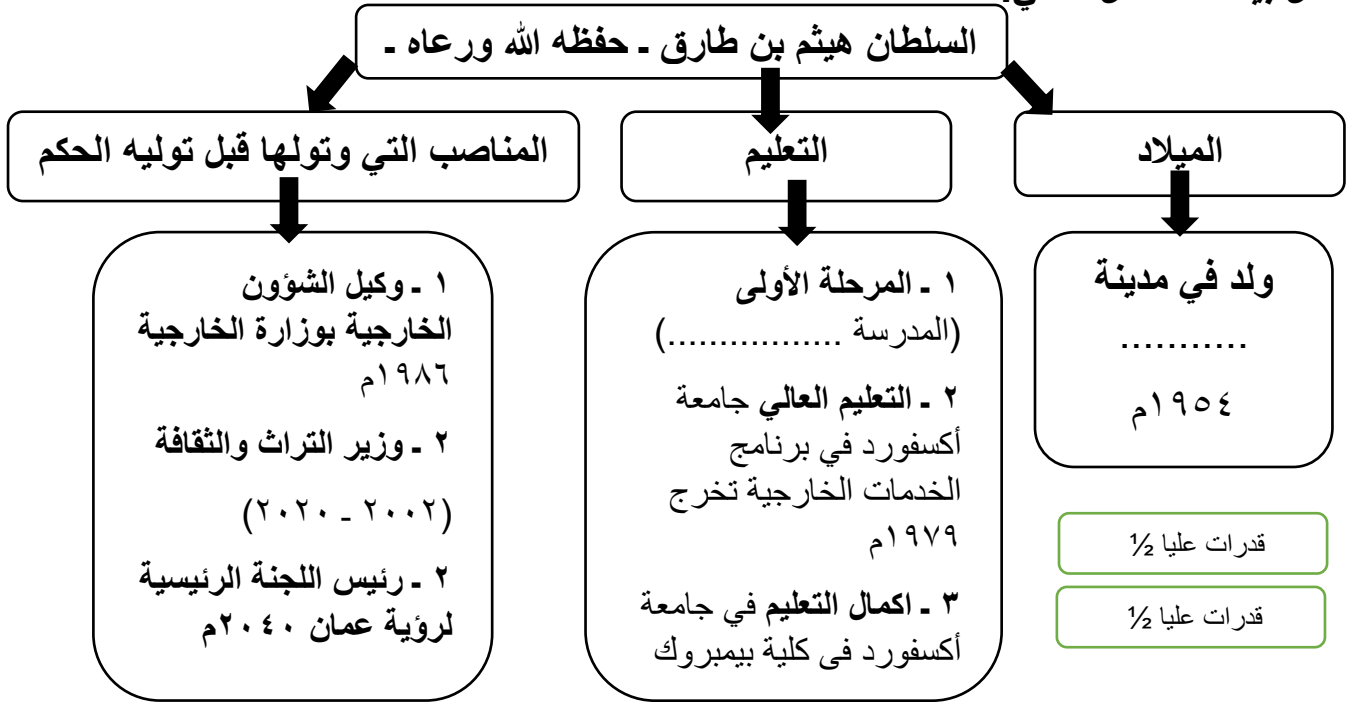 السلطان هيثم بن طارق ـ حفظه الله ورعاه ـ
الميلاد
التعليم
المناصب التي وتولها قبل توليه الحكم
ولد في مدينة
...........
١٩٥٤م
١ ـ المرحلة الأولى
(المدرسة .................)
٢ ـ التعليم العالي جامعة
أكسفورد في برنامج
الخدمات الخارجية تخرج
١٩٧٩م
٣ ـ اكمال التعليم في جامعة
أكسفورد في كلية بيمبروك
١ ـ وكيل الشؤون
الخارجية بوزارة الخارجية
١٩٨٦م
٢ ـ وزير التراث والثقافة
(٢٠٠٢ ـ ٢٠٢٠)
٢ ـ رئيس اللجنة الرئيسية
لرؤية عمان ٢٠٤٠م
قدرات عليا ½
قدرات عليا ½